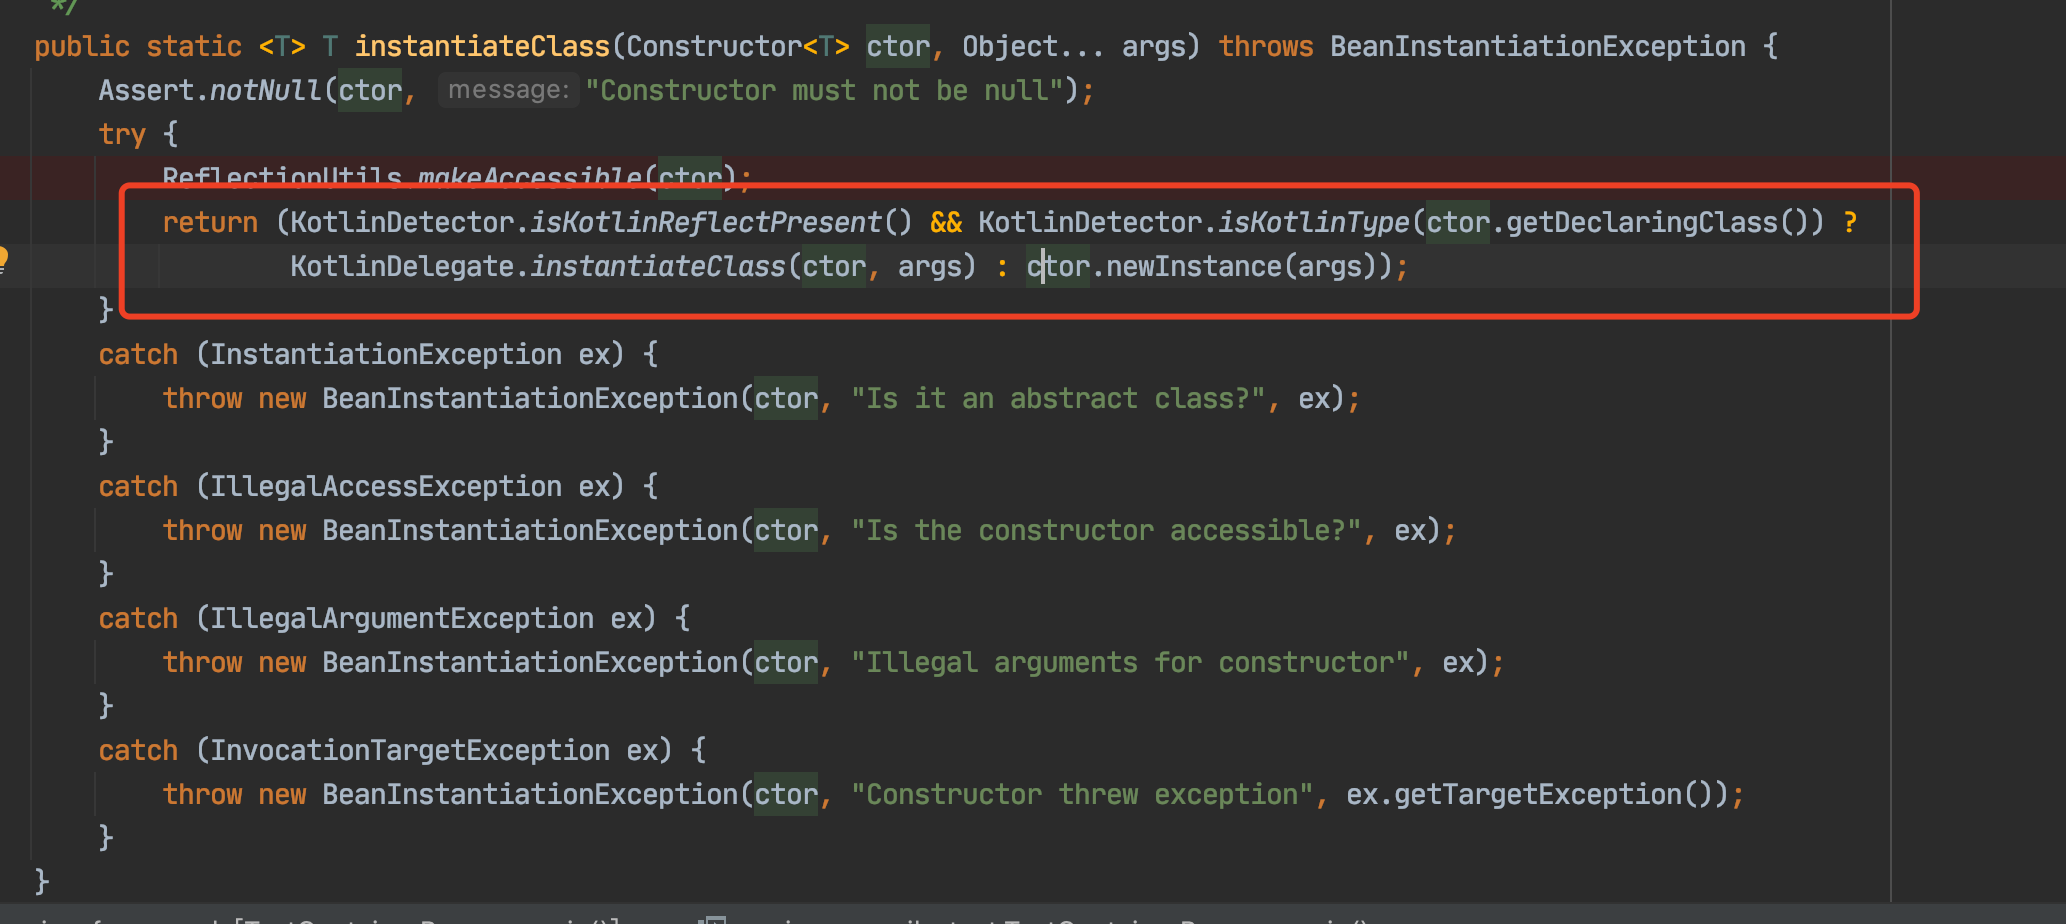 */
public static <T> T instantiateClass(Constructor<T> ctor, Object... args) throws BeanInstantiationException {
Assert.notNull(ctor, message: "Constructor must not be null");
try {
ReflectionUtils.makeAccessible(ctor);
return (KotlinDetector.isKotlinReflectPresent() && KotlinDetector.isKotlinType(ctor.getDeclaringClass()) ?
KotlinDelegate.instantiateClass(ctor, args) : ctor.newInstance(args));
}
catch (InstantiationException ex) {
throw new BeanInstantiationException(ctor, "Is it an abstract class?", ex);
}
catch (IllegalAccessException ex) {
throw new BeanInstantiationException(ctor, "Is the constructor accessible?", ex);
}
catch (IllegalArgumentException ex) {
throw new BeanInstantiationException(ctor, "Illegal arguments for constructor", ex);
}
catch (InvocationTargetException ex) {
throw new BeanInstantiationException(ctor, "Constructor threw exception", ex.getTargetException());
}
}